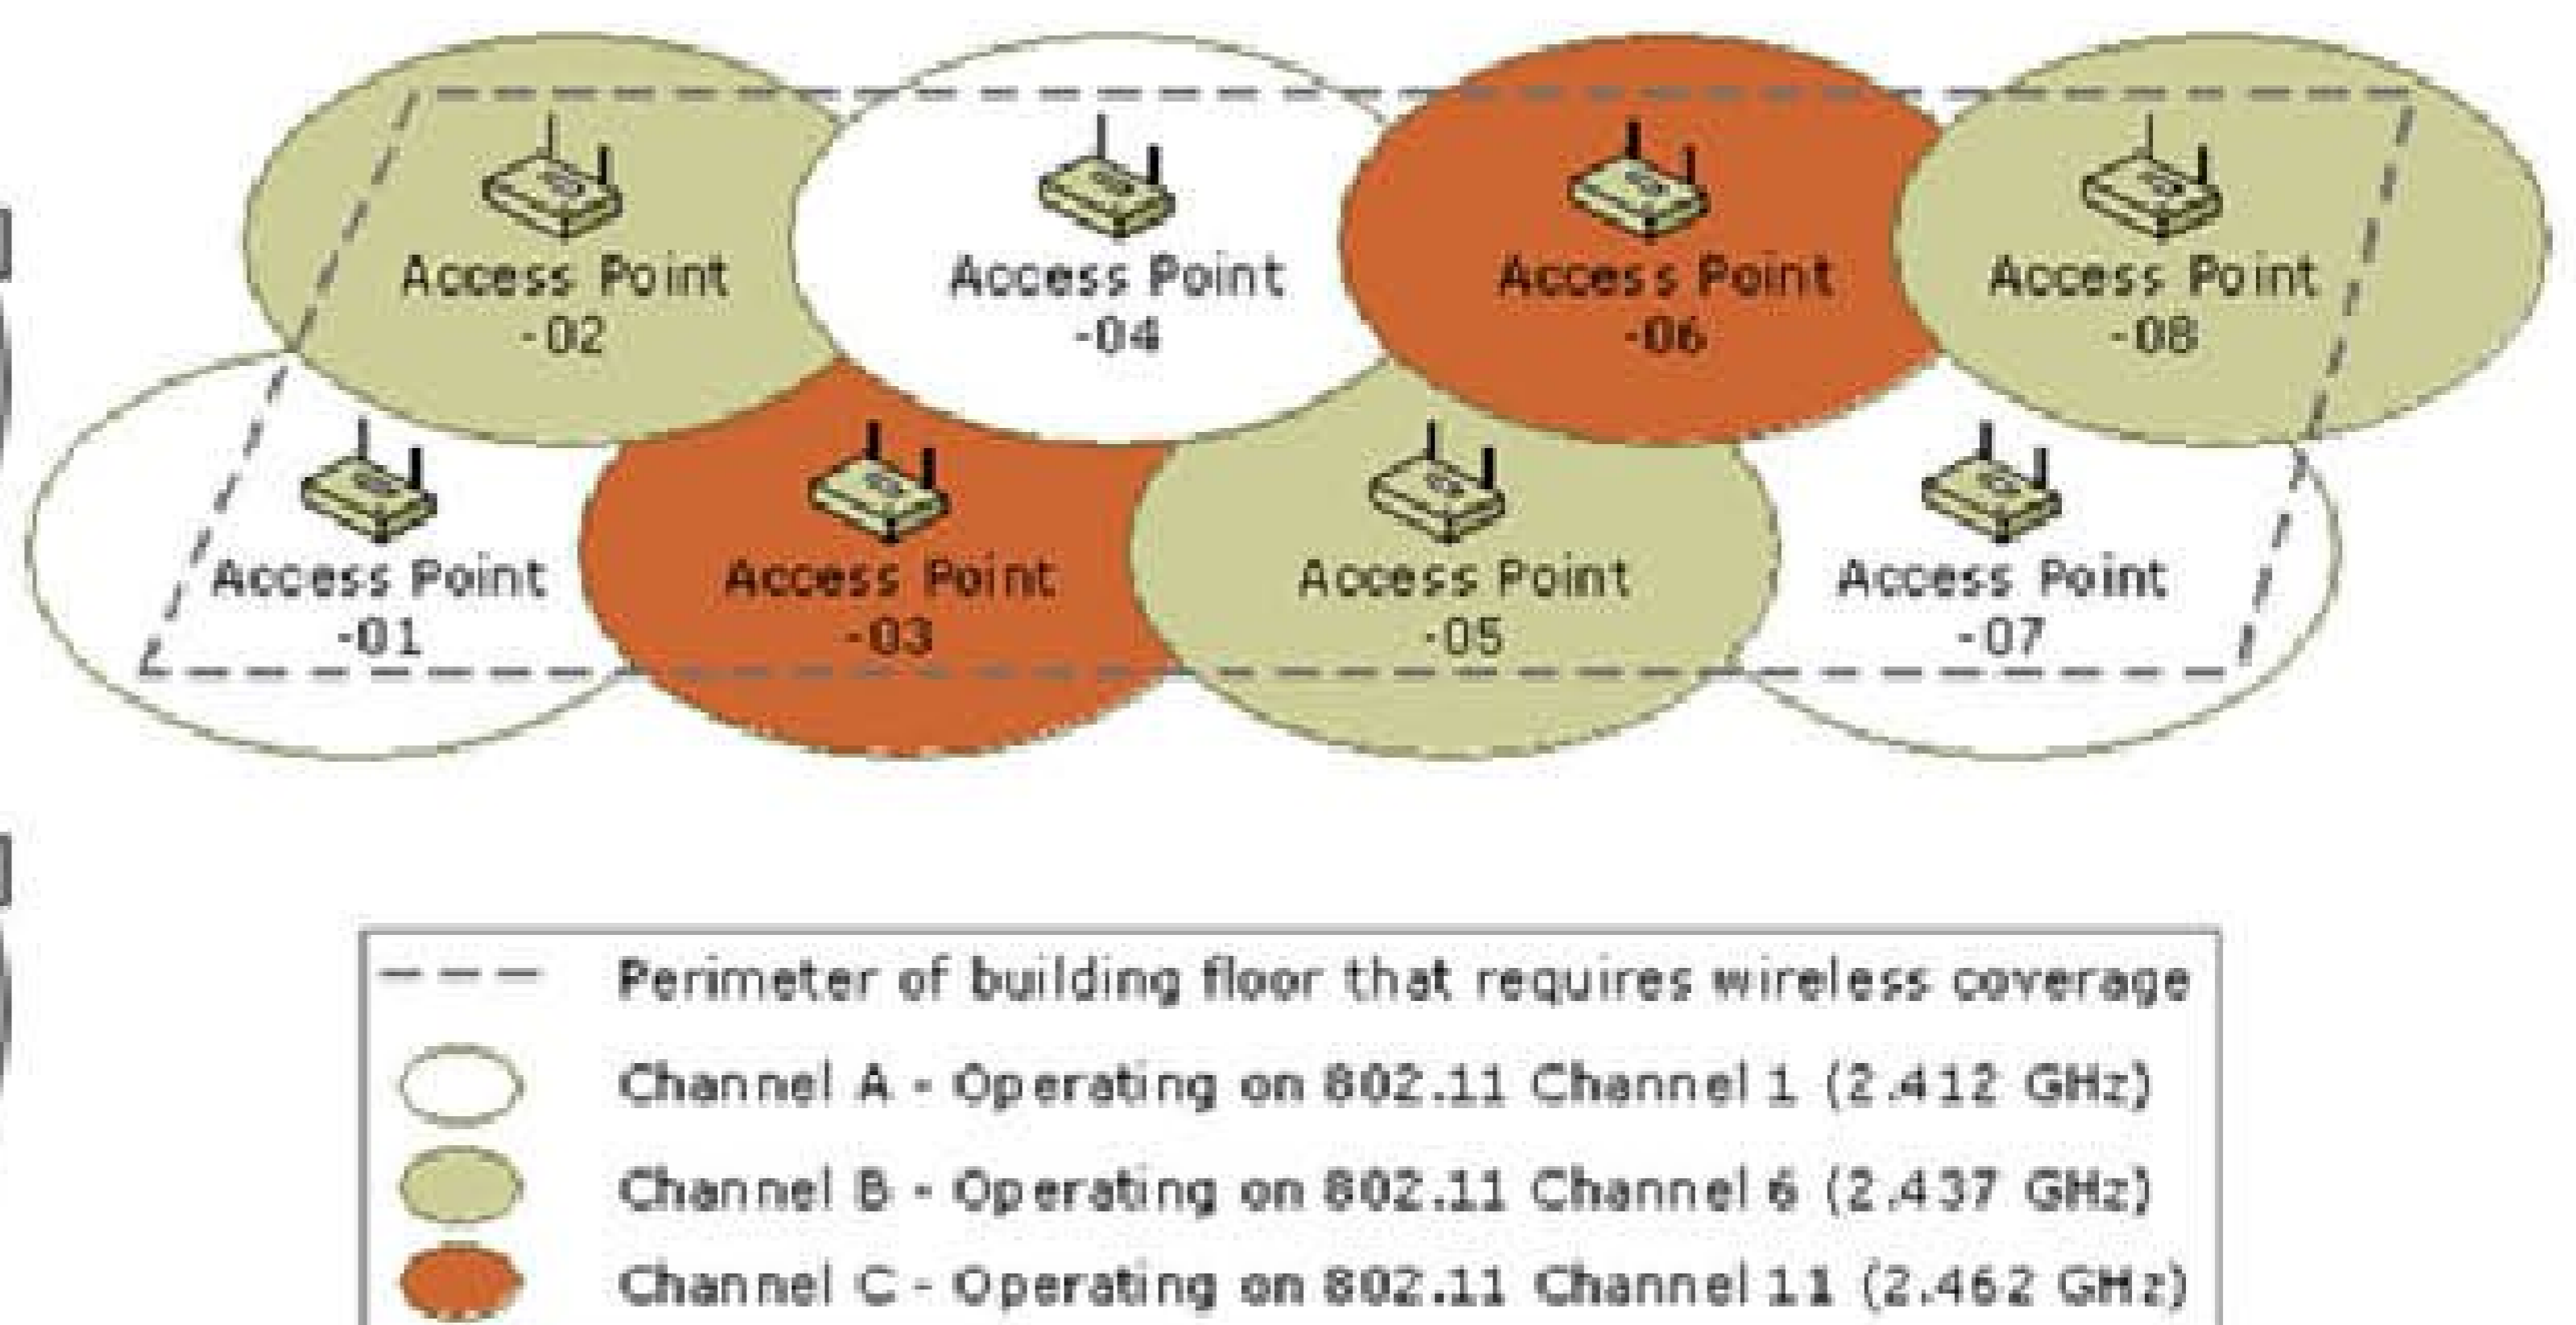 Access Point
-02
Access Point
-04
Access Point
-06
Access Point
-08
Access Point
-01
Access Point
-03
Access Point
-05
Access Point
-07
Perimeter of building floor that requires wireless coverage
Channel A - Operating on 802.11 Channel 1 (2.412 GHz)
Channel B - Operating on 802.11 Channel 6 (2.437 GHz)
Channel C - Operating on 802.11 Channel 11 (2.462 GHz)